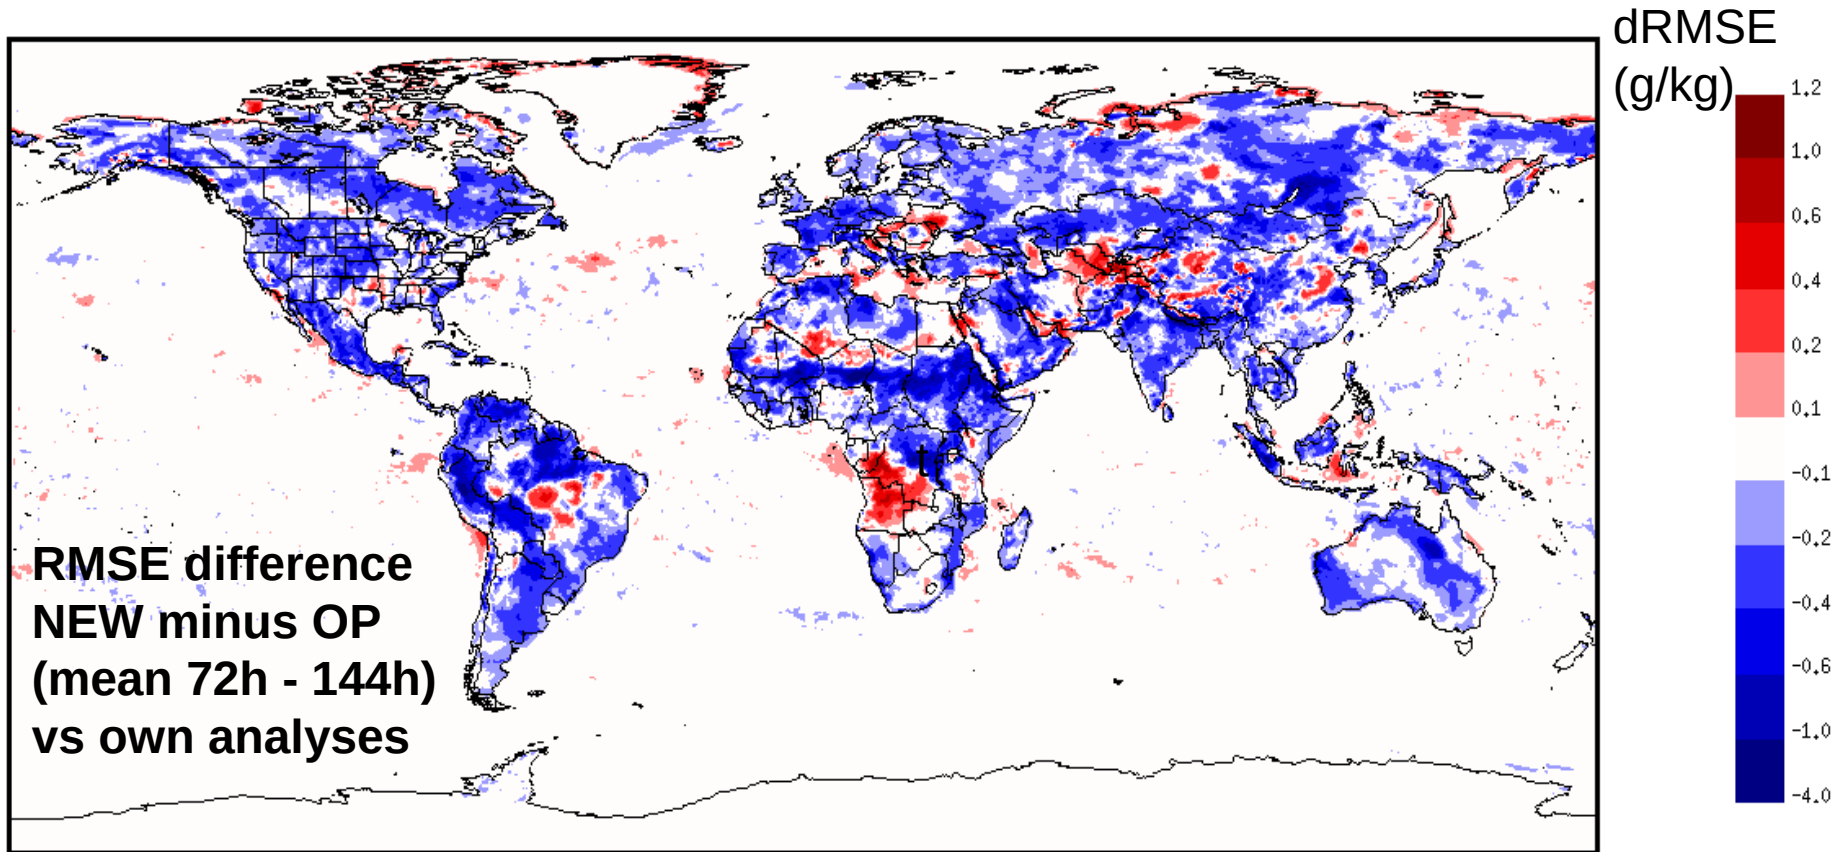 dRMSE
(g/kg)
1.2
1.0
0.6
0.4
0.2
0.1
-0.1
-0.2
-0.4
-0.6
-1.0
-4.0
RMSE difference
NEW minus OP
(mean 72h - 144h)
vs own analyses